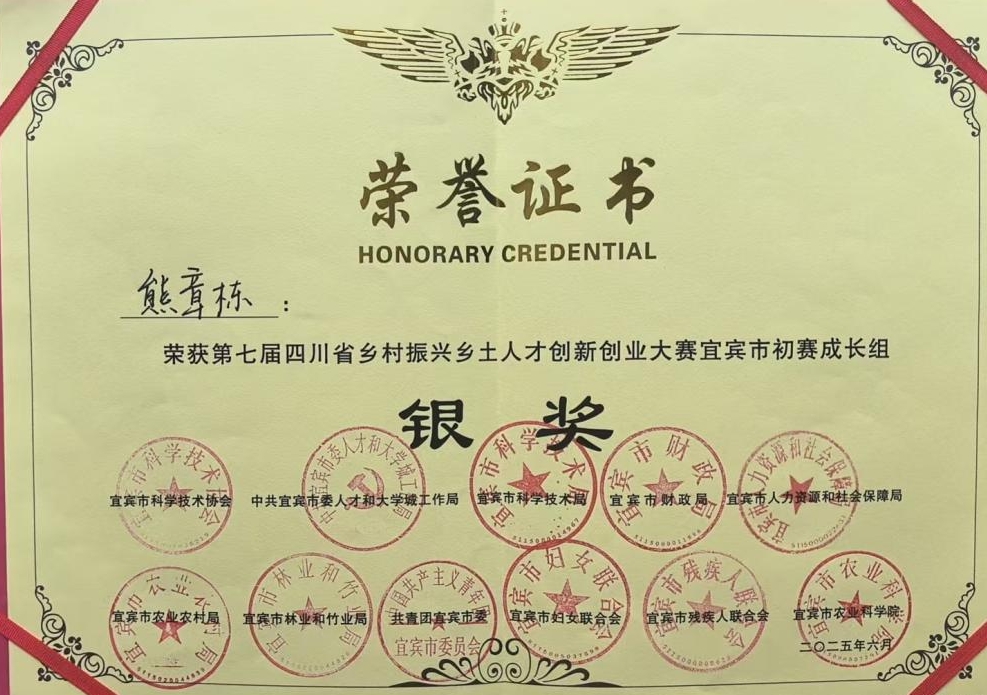 荣誉证书
HONORARY CREDENTIAL
熊章栋：
荣获第七届四川省乡村振兴乡土人才创新创业大赛宜宾市初赛成长组
银 奖
宜宾市科学技术协会 中共宜宾市委人才和大学城工作局 宜宾市科学技术局 宜宾市财政局 宜宾市人力资源和社会保障局
宜宾市农业农村局 宜宾市林业和竹业局 共青团宜宾市委 宜宾市妇女联合会 宜宾市残疾人联合会 宜宾市农业科学院
宜宾市委员会
二〇二五年六月